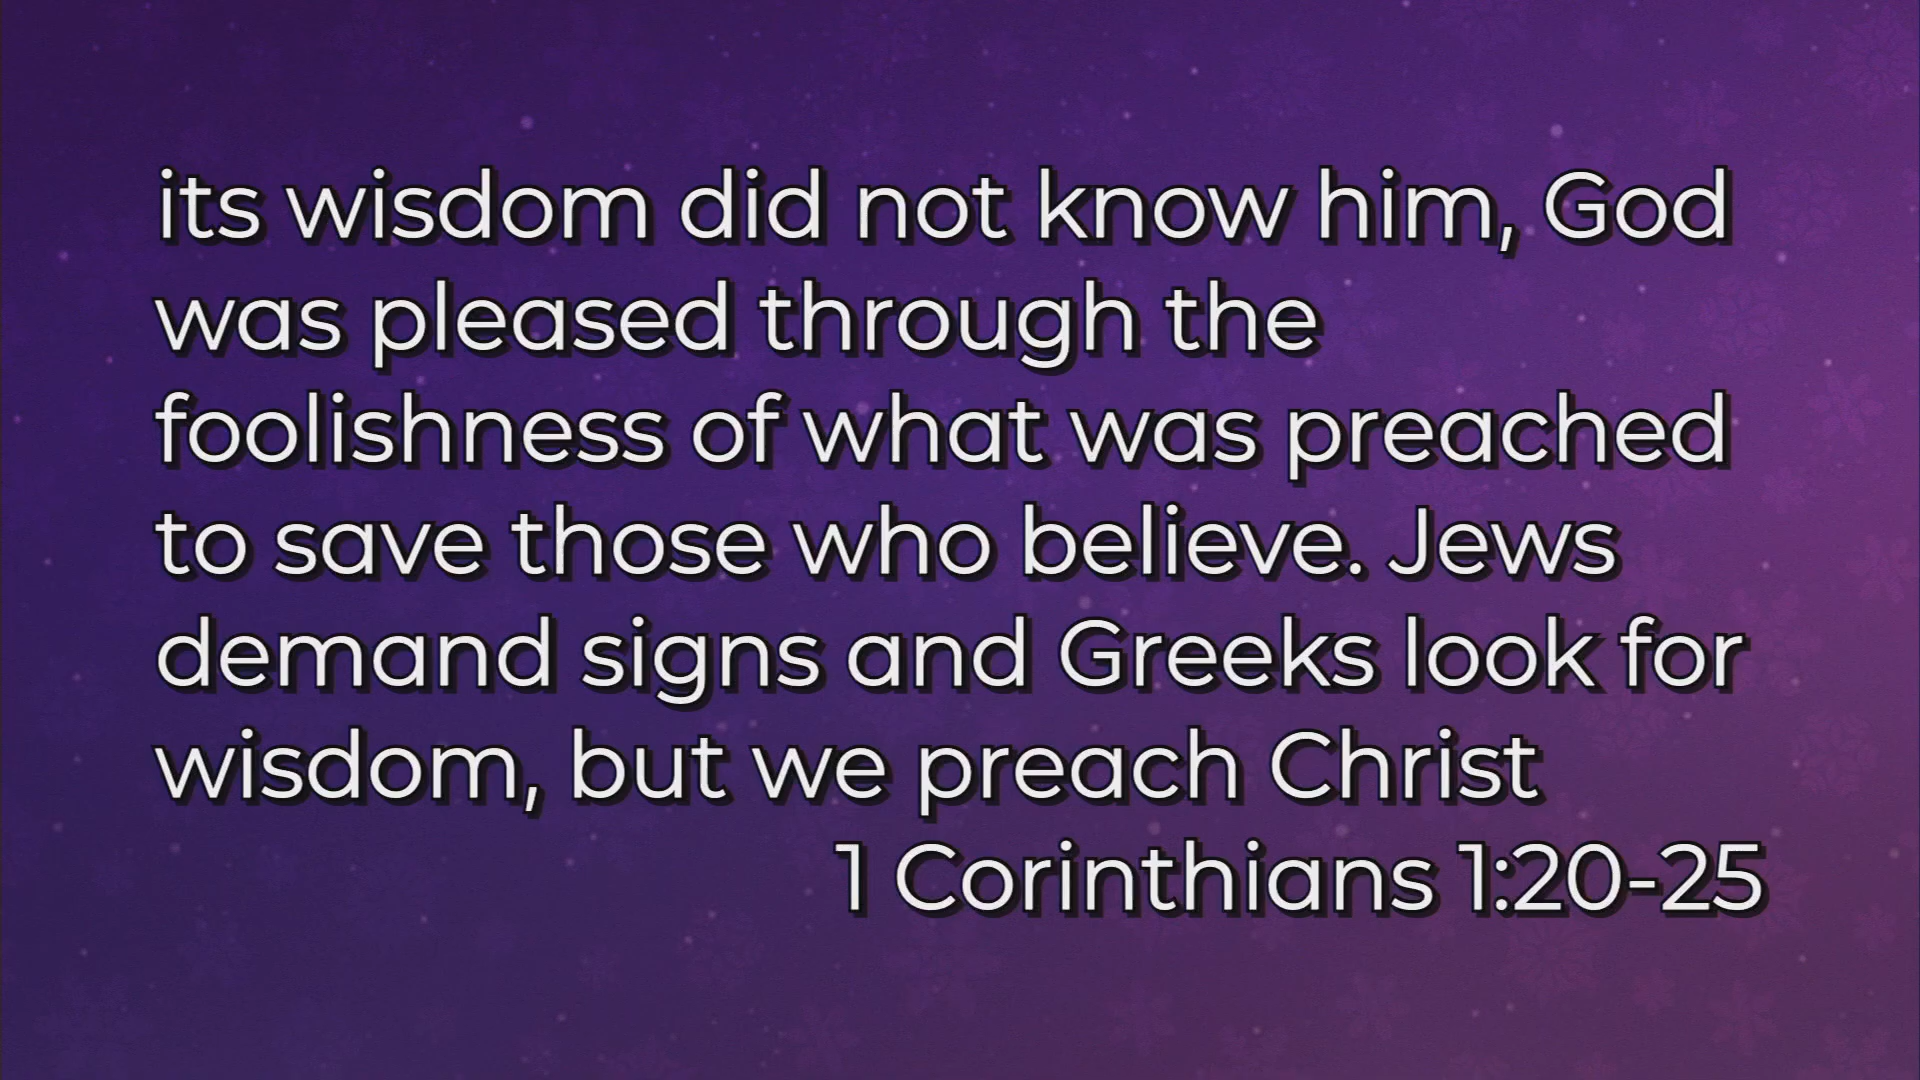 its wisdom did not know him, God
was pleased through the
foolishness of what was preached
to save those who believe. Jews
demand signs and Greeks look for
wisdom, but we preach Christ
1 Corinthians 1:20-25